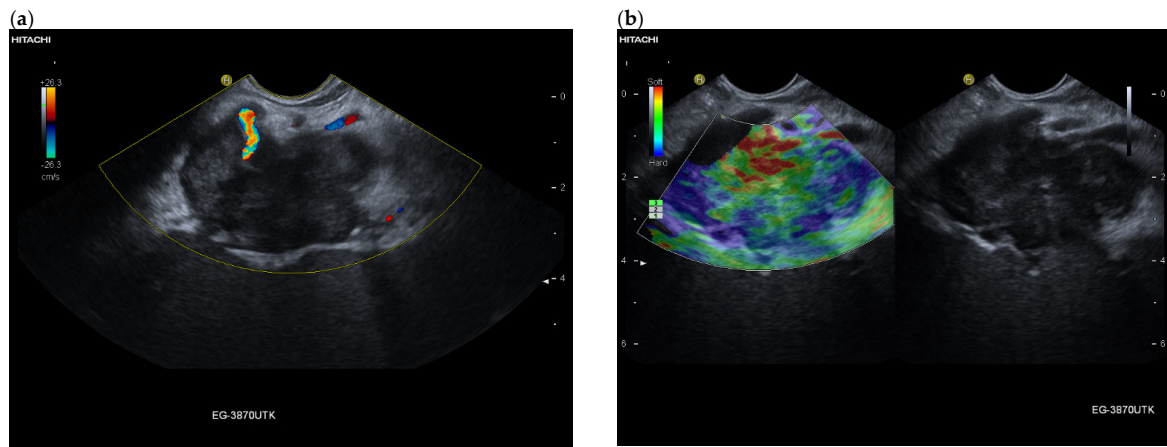 (a)
HITACHI
+26.3
-26.3
cm/s
H
0
2
4
EG-3870UTK
(b)
HITACHI
Soft
Hard
H
H
0
2
4
6
0
2
4
6
EG-3870UTK